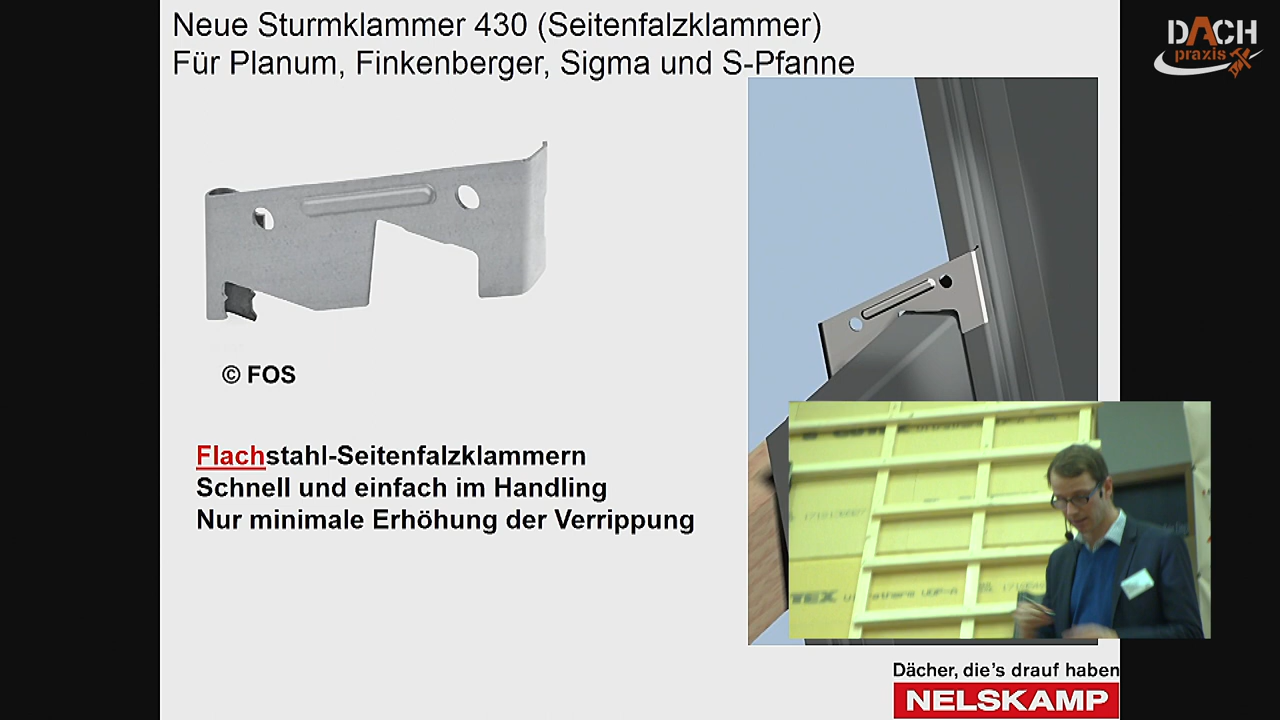 Neue Sturmklammer 430 (Seitenfalzklammer)
Für Planum, Finkenberger, Sigma und S-Pfanne
DACH
praxis
© FOS
Flachstahl-Seitenfalzklammern
Schnell und einfach im Handling
Nur minimale Erhöhung der Verrippung
TEX
Dächer, die's drauf haben
NELSKAMP